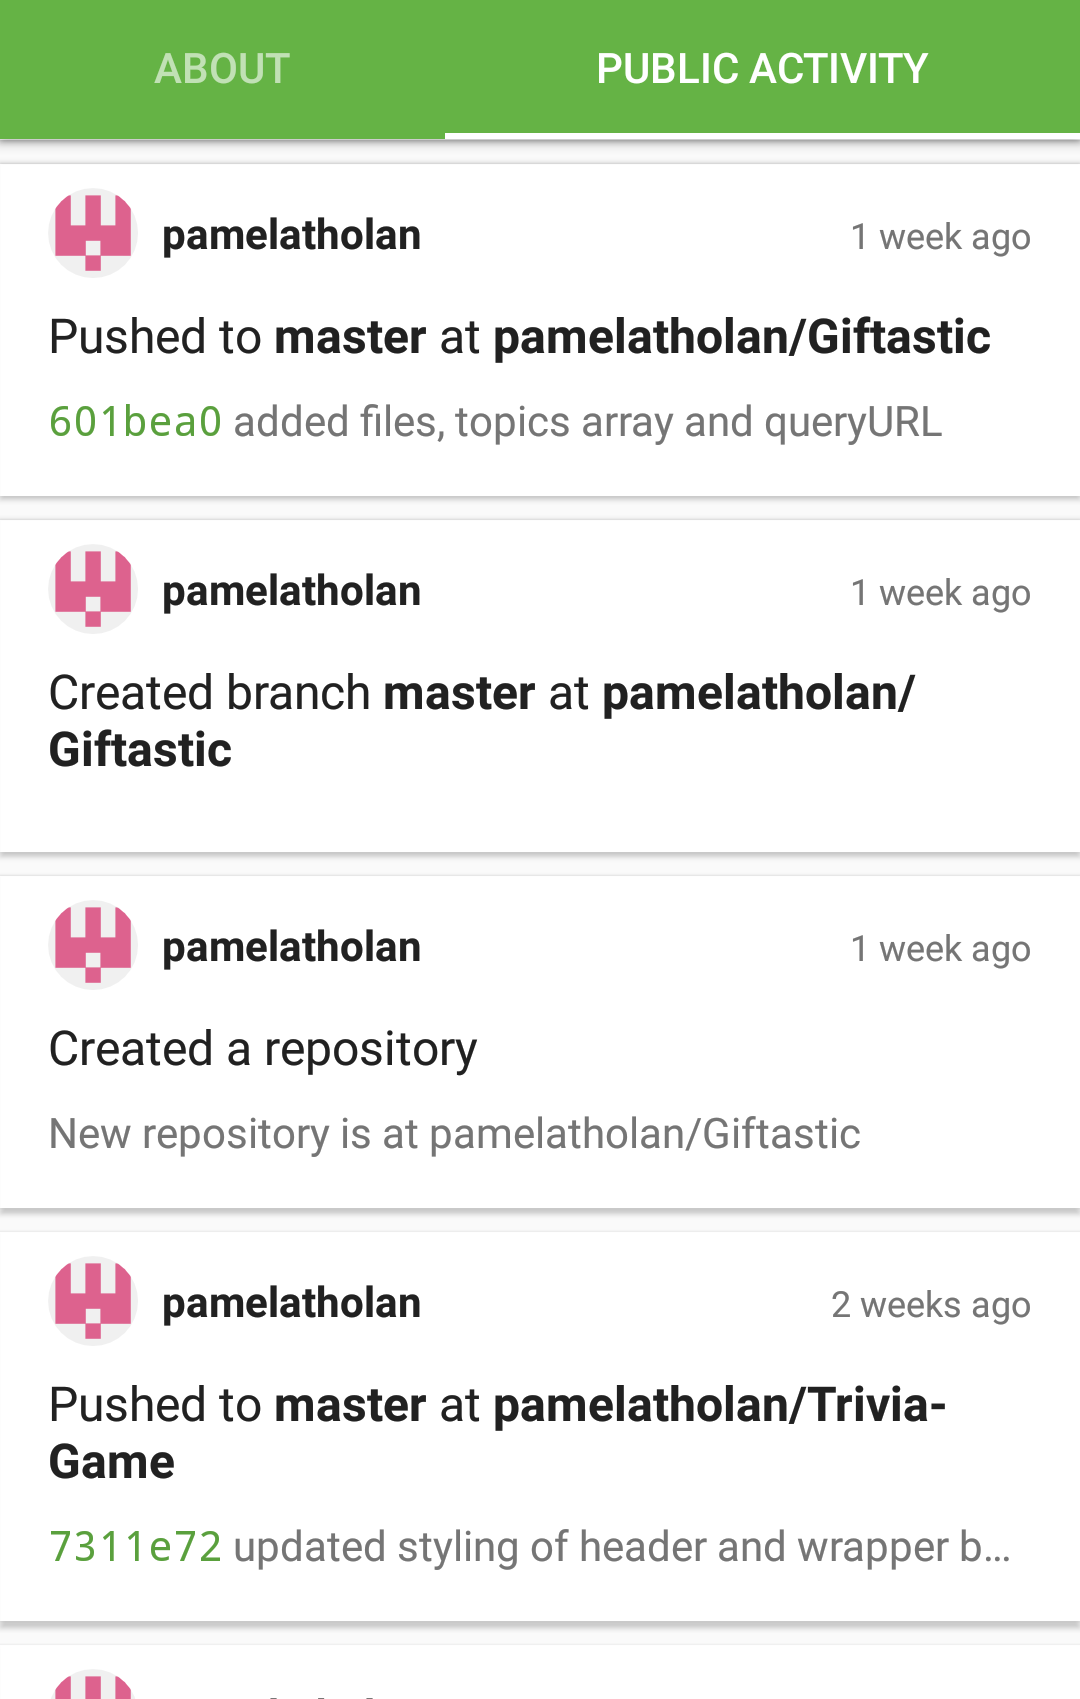 ABOUT
PUBLIC ACTIVITY
pamelatholan
1 week ago
Pushed to master at pamelatholan/Giftastic
601bea0 added files, topics array and queryURL
pamelatholan
1 week ago
Created branch master at pamelatholan/
Giftastic
pamelatholan
1 week ago
Created a repository
New repository is at pamelatholan/Giftastic
pamelatholan
2 weeks ago
Pushed to master at pamelatholan/Trivia-
Game
7311e72 updated styling of header and wrapper b...